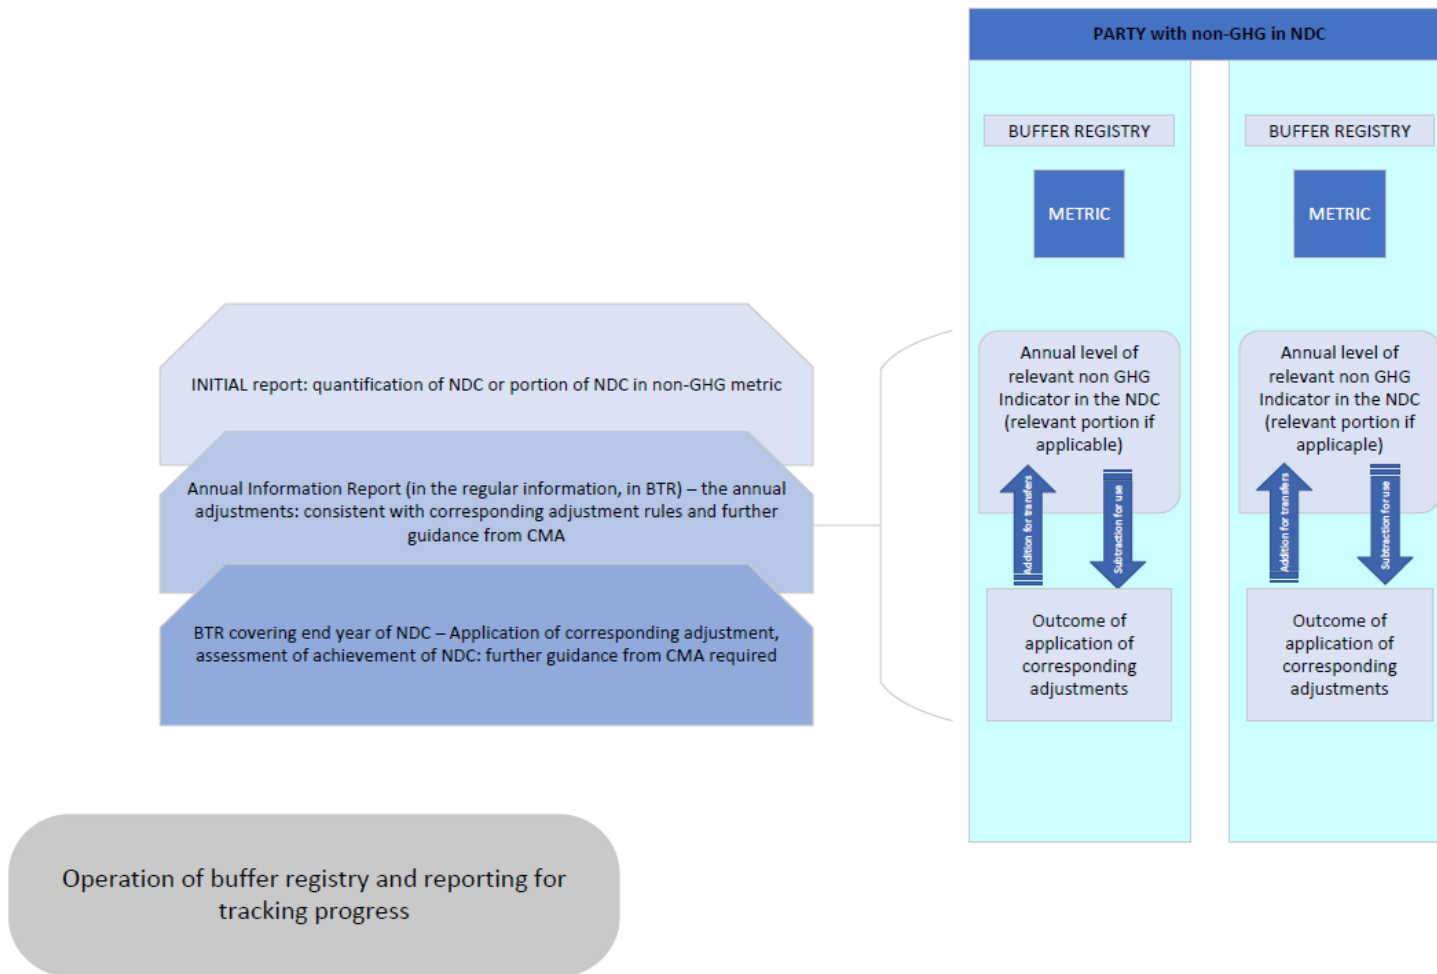 PARTY with non-GHG in NDC
BUFFER REGISTRY
METRIC
Annual level of
relevant non GHG
Indicator in the NDC
(relevant portion if
applicable)
Addition for transfers
Subtraction for use
Outcome of
application of
corresponding
adjustments
BUFFER REGISTRY
METRIC
Annual level of
relevant non GHG
Indicator in the NDC
(relevant portion if
applicaple)
Addition for transfers
Subtraction for use
Outcome of
application of
corresponding
adjustments
INITIAL report: quantification of NDC or portion of NDC in non-GHG metric
Annual Information Report (in the regular information, in BTR) – the annual
adjustments: consistent with corresponding adjustment rules and further
guidance from CMA
BTR covering end year of NDC – Application of corresponding adjustment,
assessment of achievement of NDC: further guidance from CMA required
Operation of buffer registry and reporting for
tracking progress